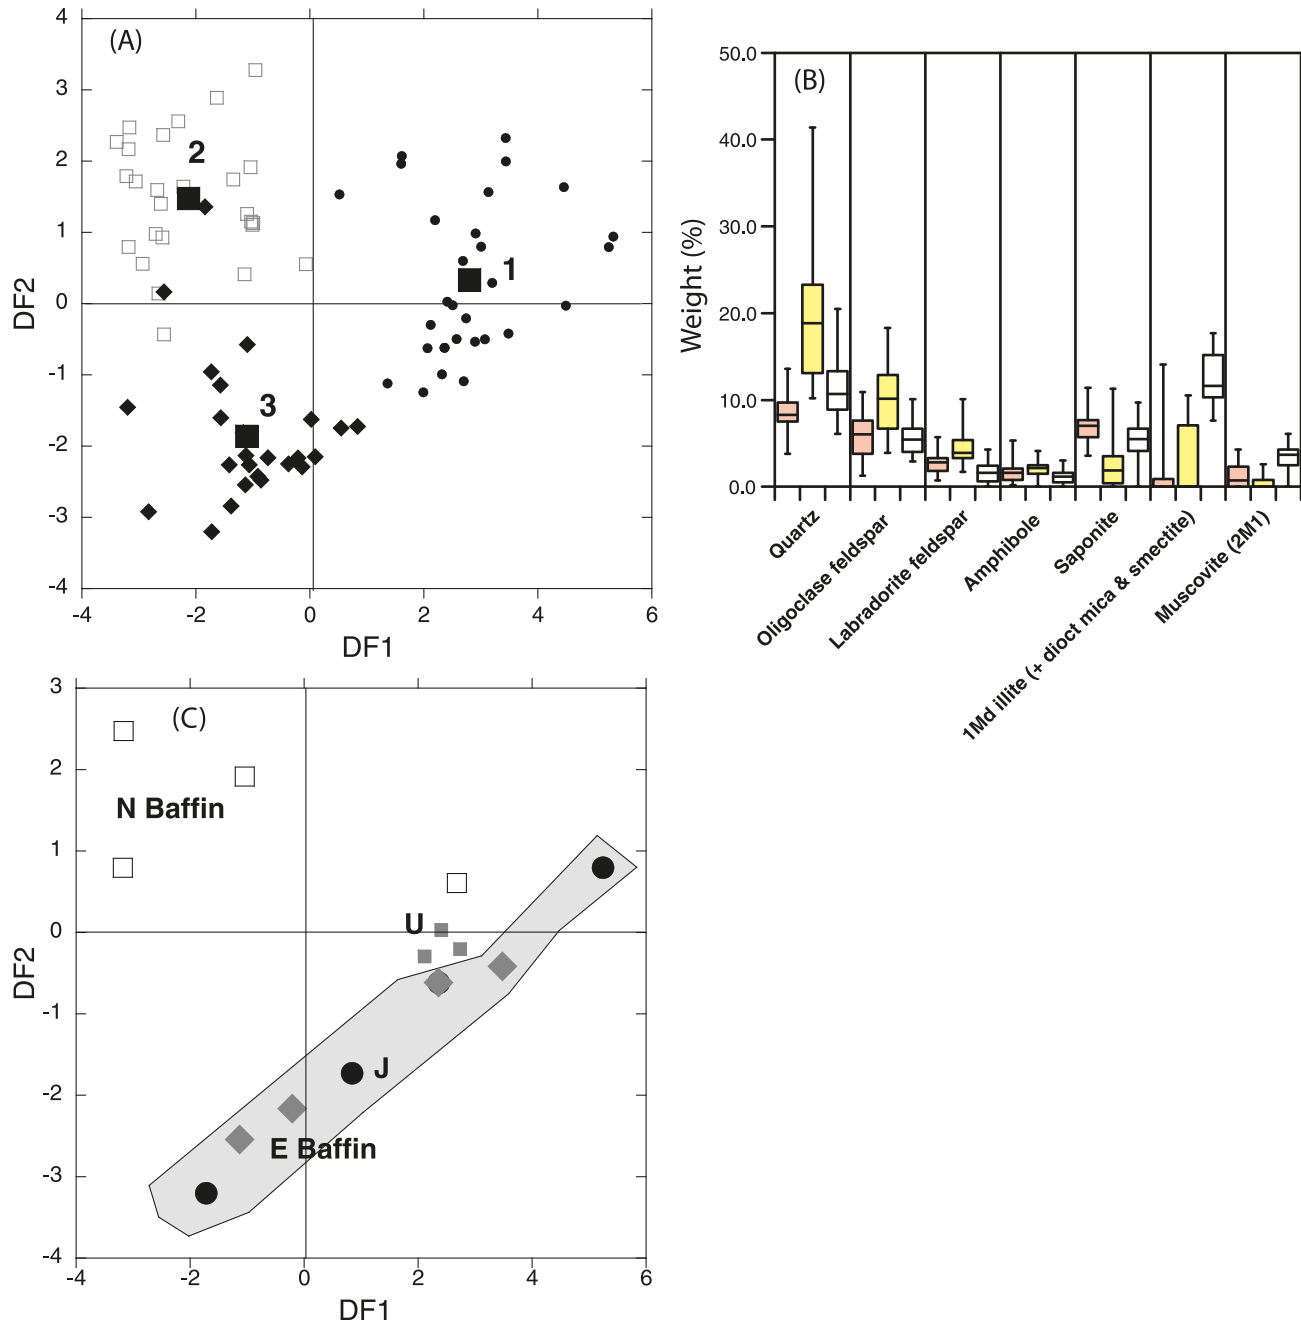 (A)
4
3
2
1
0
-1
-2
-3
-4
DF2
2
1
3
-4
-2
0
2
4
6
DF1
(B)
50.0
40.0
30.0
20.0
10.0
0.0
Weight (%)
Quartz
Oligoclase feldspar
Labradorite feldspar
Amphibole
Saponite
1Md illite (+ dioct mica & smectite)
Muscovite (2M1)
(C)
3
2
1
0
-1
-2
-3
-4
DF2
N Baffin
U
J
E Baffin
-4
-2
0
2
4
6
DF1